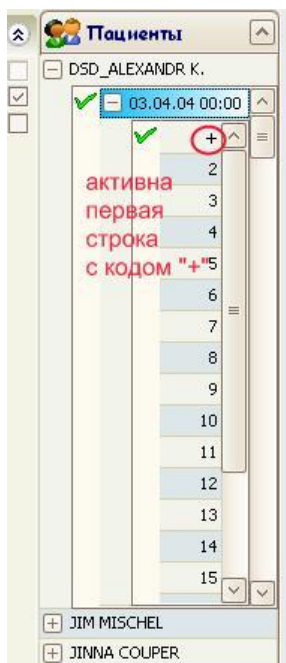 Пациенты
DSD_ALEXANDR K.
03.04.04 00:00
+
2
3
4
5
6
7
8
9
10
11
12
13
14
15
активна
первая
строка
с кодом "+"
JIM MISCHEL
JINNA COUPER